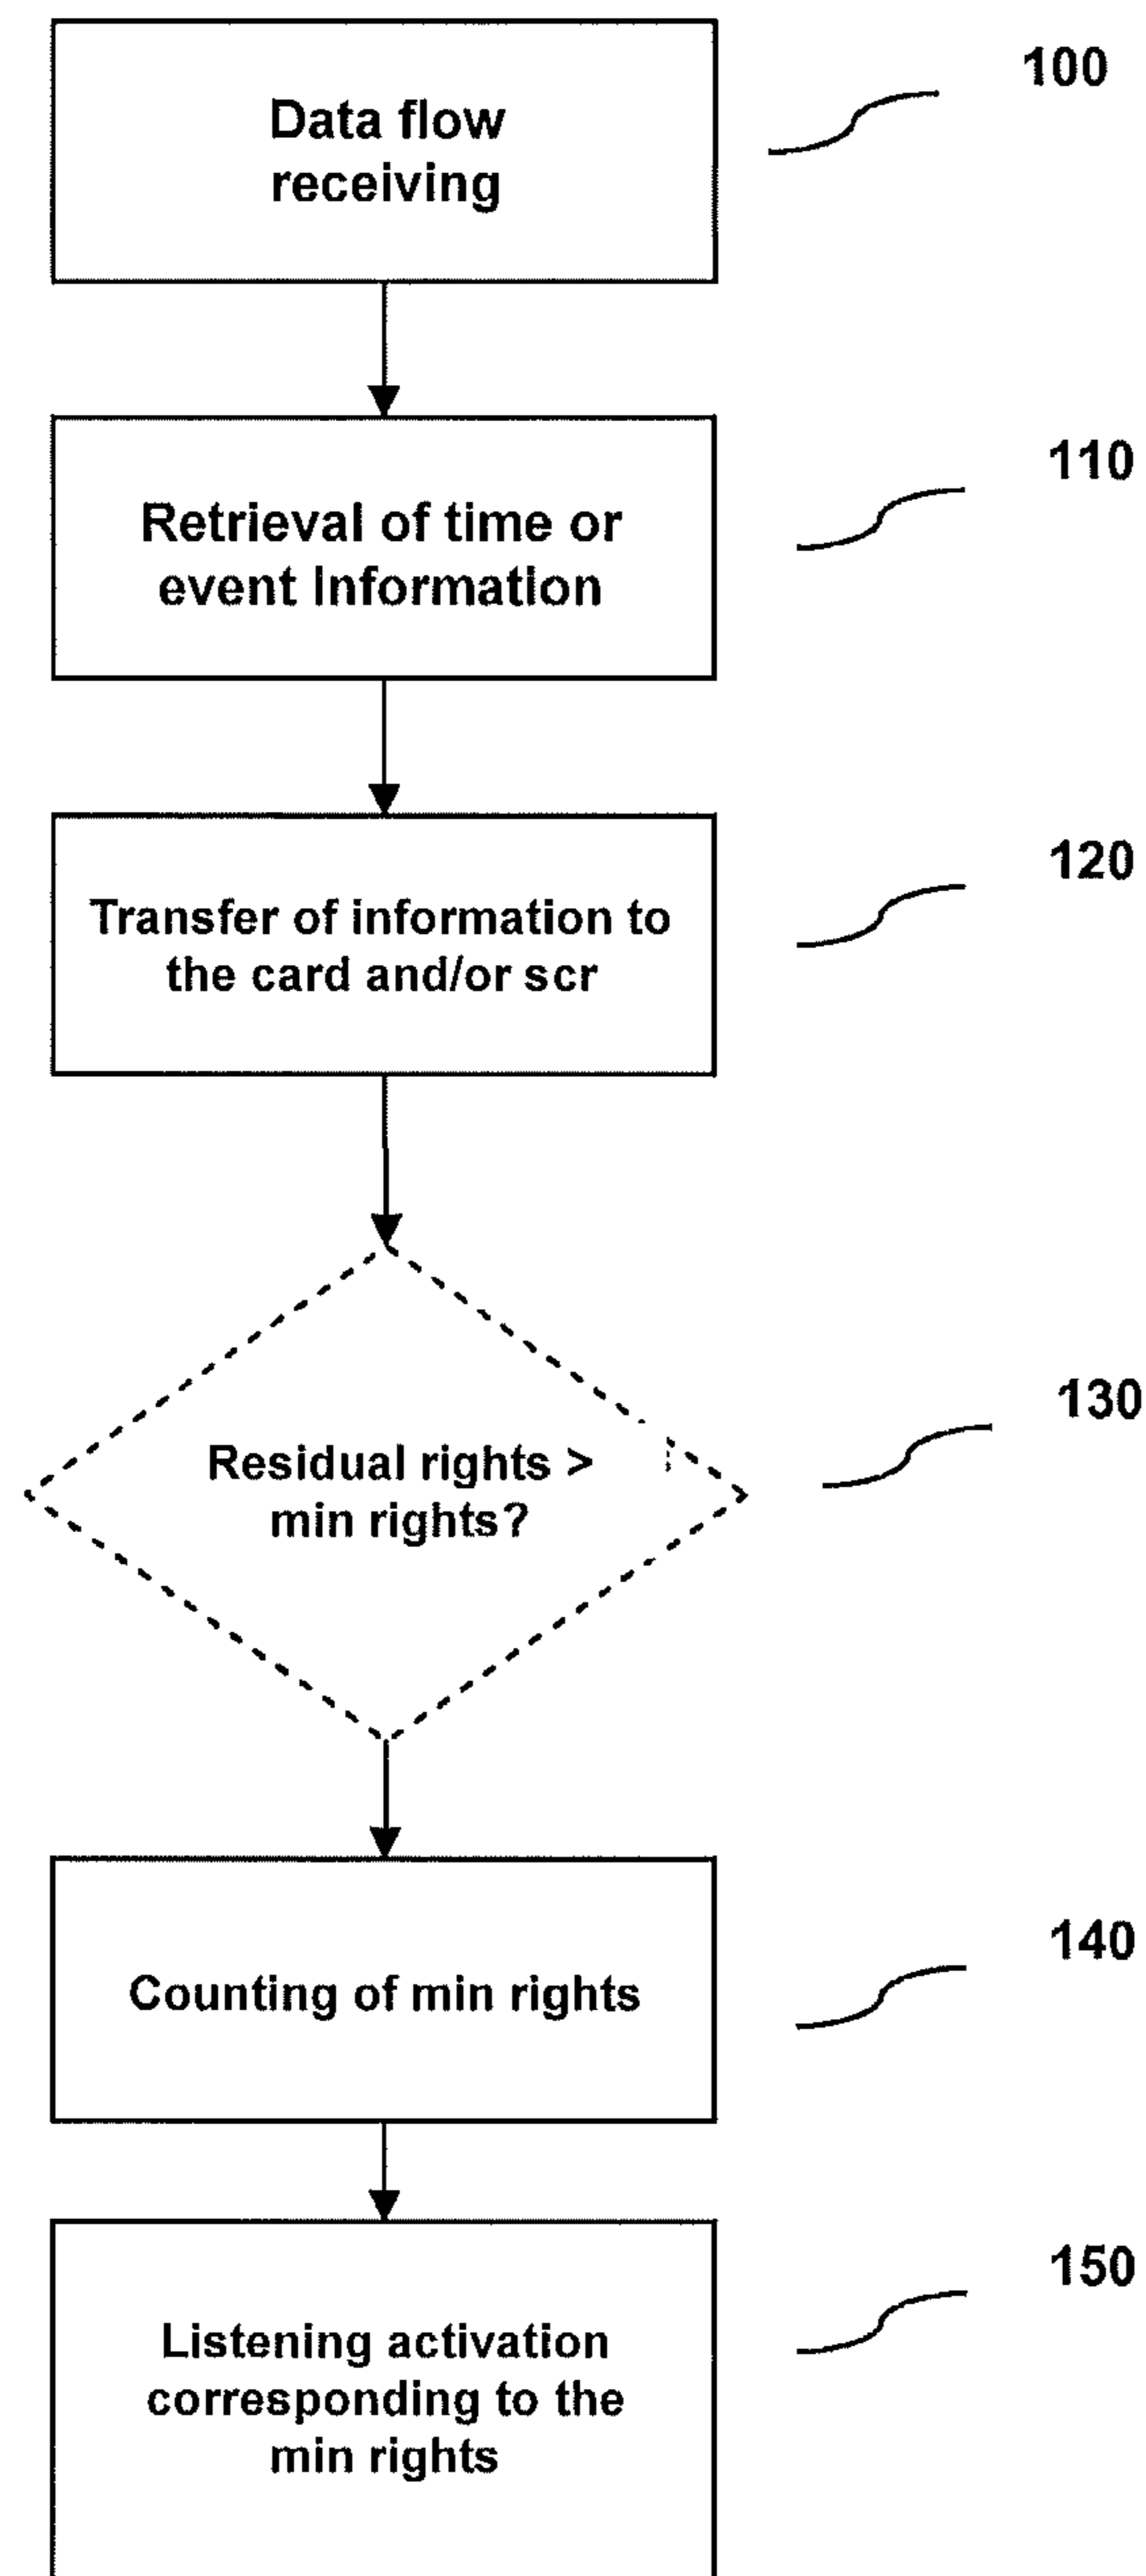 Data flow
receiving
100
Retrieval of time or
event Information
110
Transfer of information to
the card and/or scr
120
Residual rights >
min rights?
130
Counting of min rights
140
Listening activation
corresponding to the
min rights
150